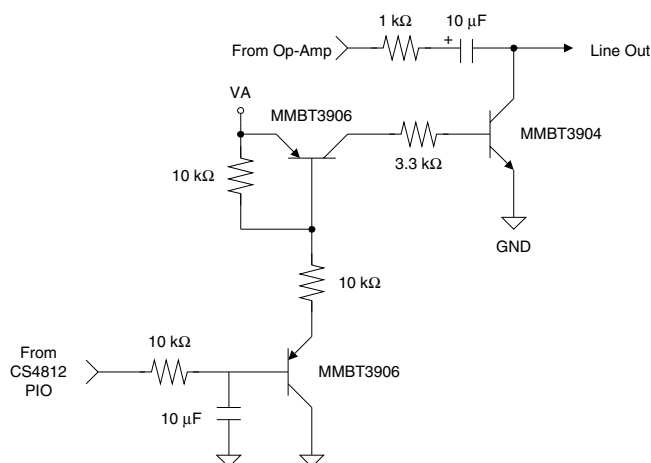 1 kΩ
10 µF
+
From Op-Amp
Line Out
VA
MMBT3906
MMBT3904
10 kΩ
3.3 kΩ
GND
10 kΩ
10 kΩ
From
CS4812
PIO
MMBT3906
10 µF